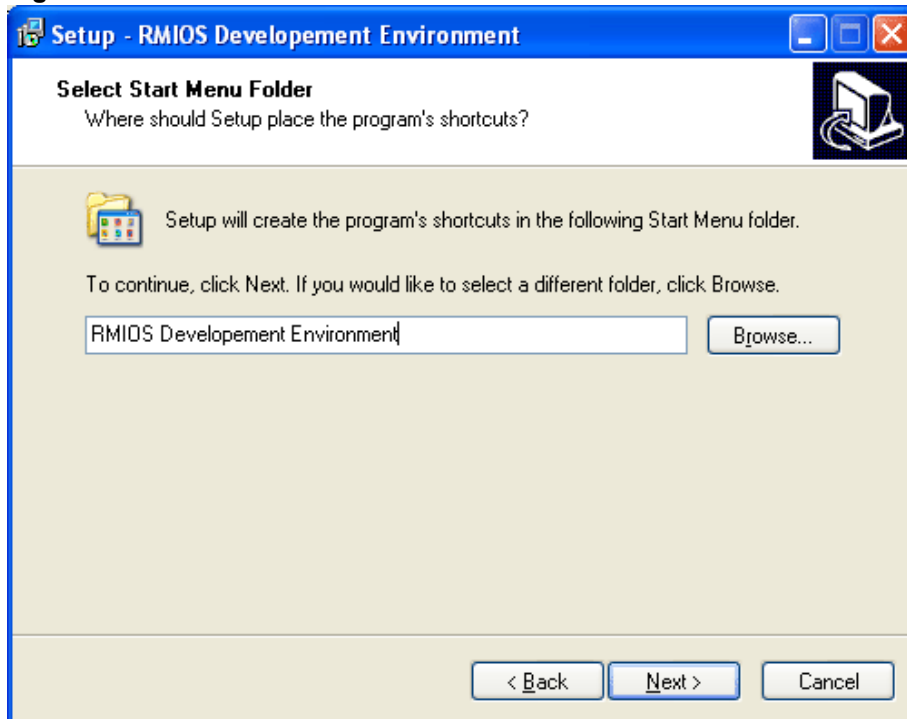 Setup - RMIOS Developement Environment
Select Start Menu Folder
Where should Setup place the program's shortcuts?
Setup will create the program's shortcuts in the following Start Menu folder.
To continue, click Next. If you would like to select a different folder, click Browse.
RMIOS Developement Environment
Browse...
< Back
Next >
Cancel